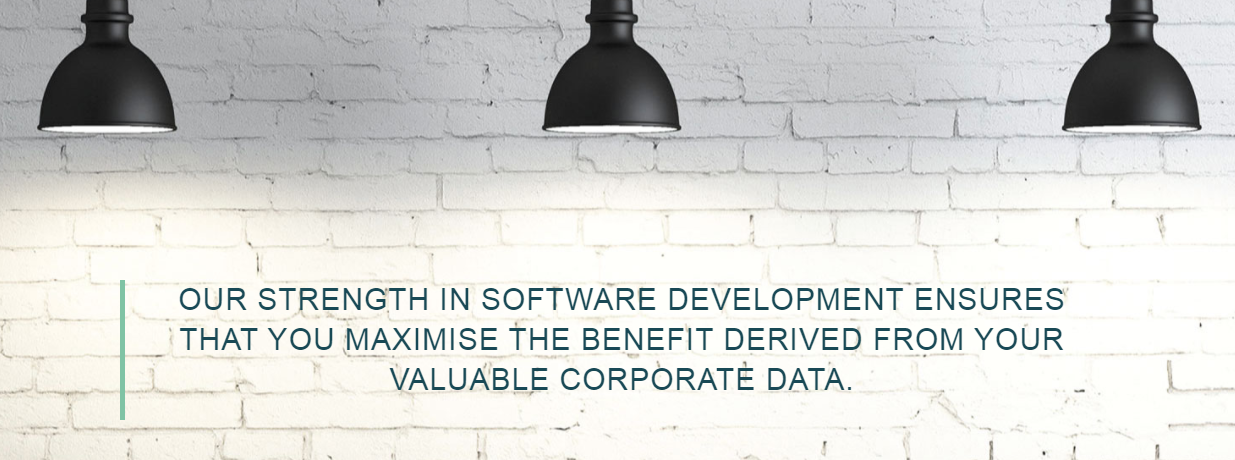 OUR STRENGTH IN SOFTWARE DEVELOPMENT ENSURES
THAT YOU MAXIMISE THE BENEFIT DERIVED FROM YOUR
VALUABLE CORPORATE DATA.